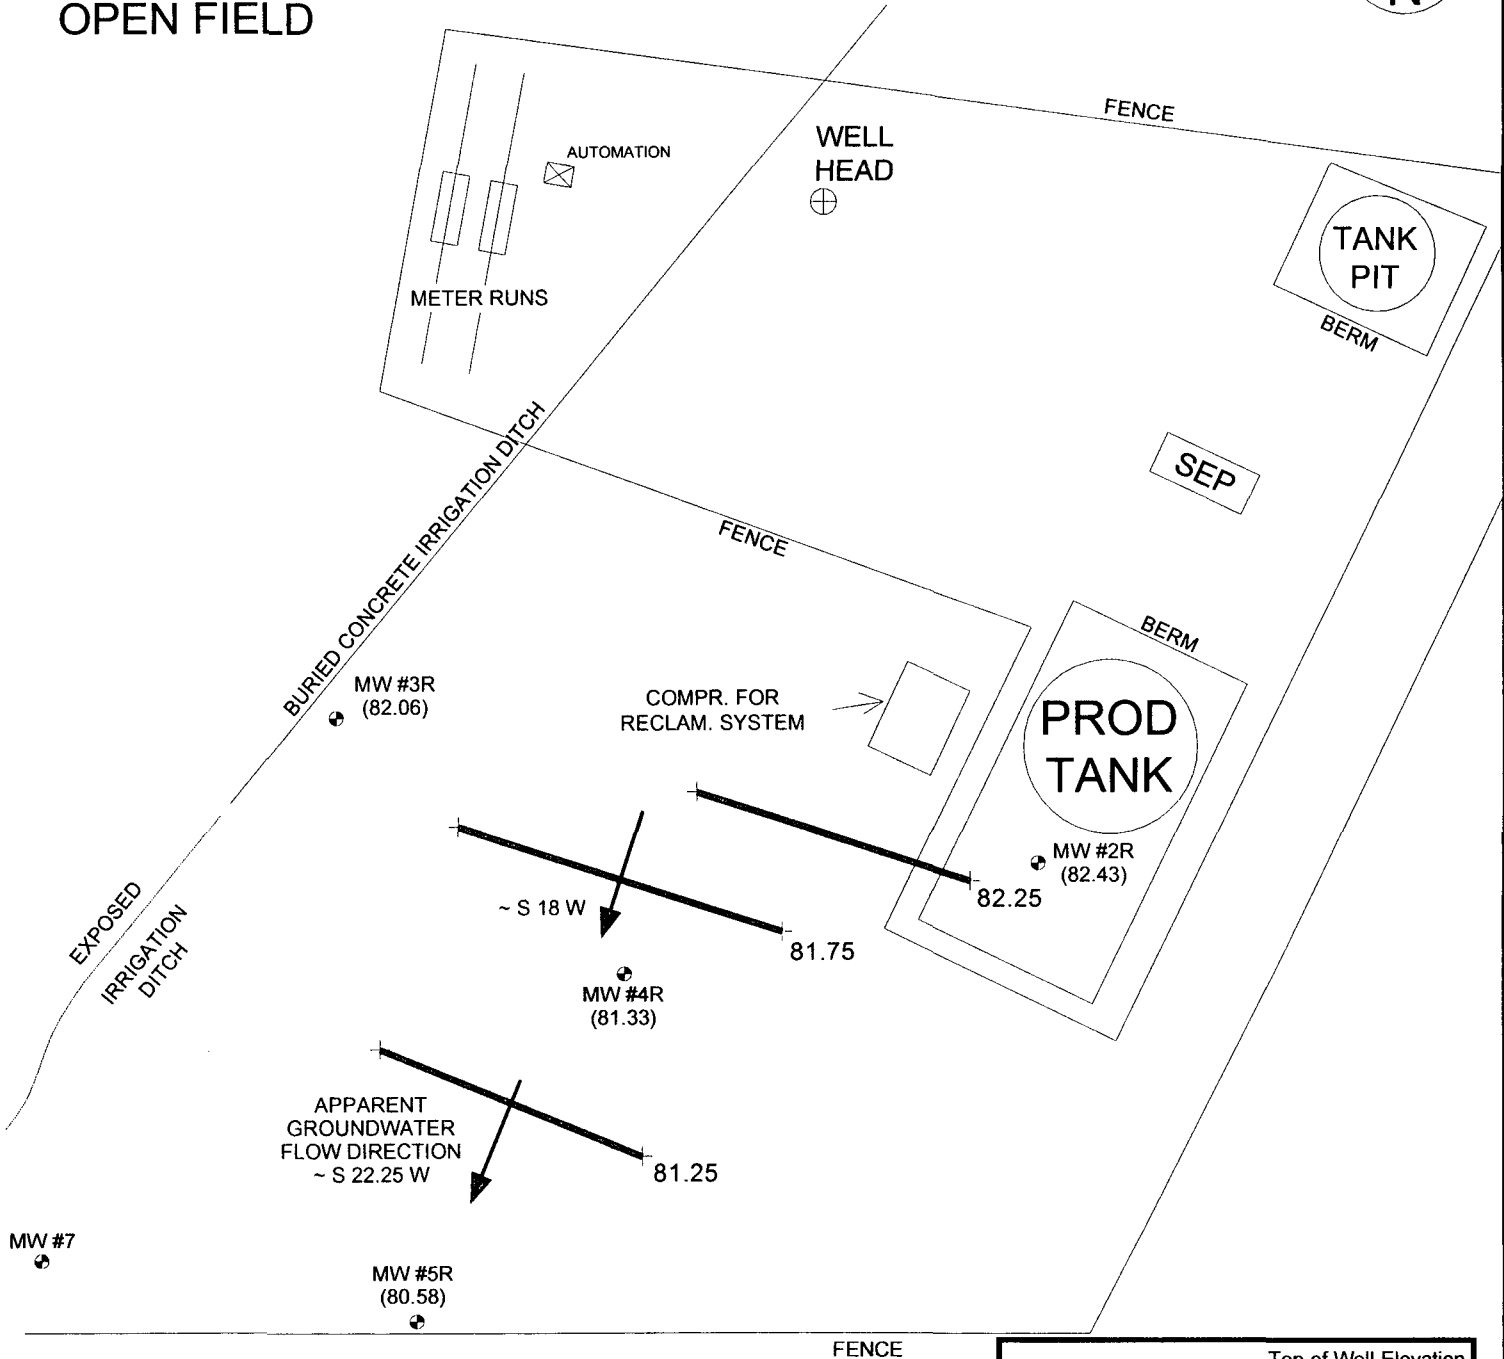 OPEN FIELD
N
FENCE
AUTOMATION
WELL
HEAD
TANK
PIT
METER RUNS
BERM
BURIED CONCRETE IRRIGATION DITCH
SEP
FENCE
BERM
MW #3R
(82.06)
COMPR. FOR
RECLAM. SYSTEM
PROD
TANK
MW #2R
(82.43)
82.25
EXPOSED
IRRIGATION
DITCH
~ S 18 W
81.75
MW #4R
(81.33)
APPARENT
GROUNDWATER
FLOW DIRECTION
~ S 22.25 W
81.25
MW #7
MW #5R
(80.58)
FENCE
Top of Well Elevation